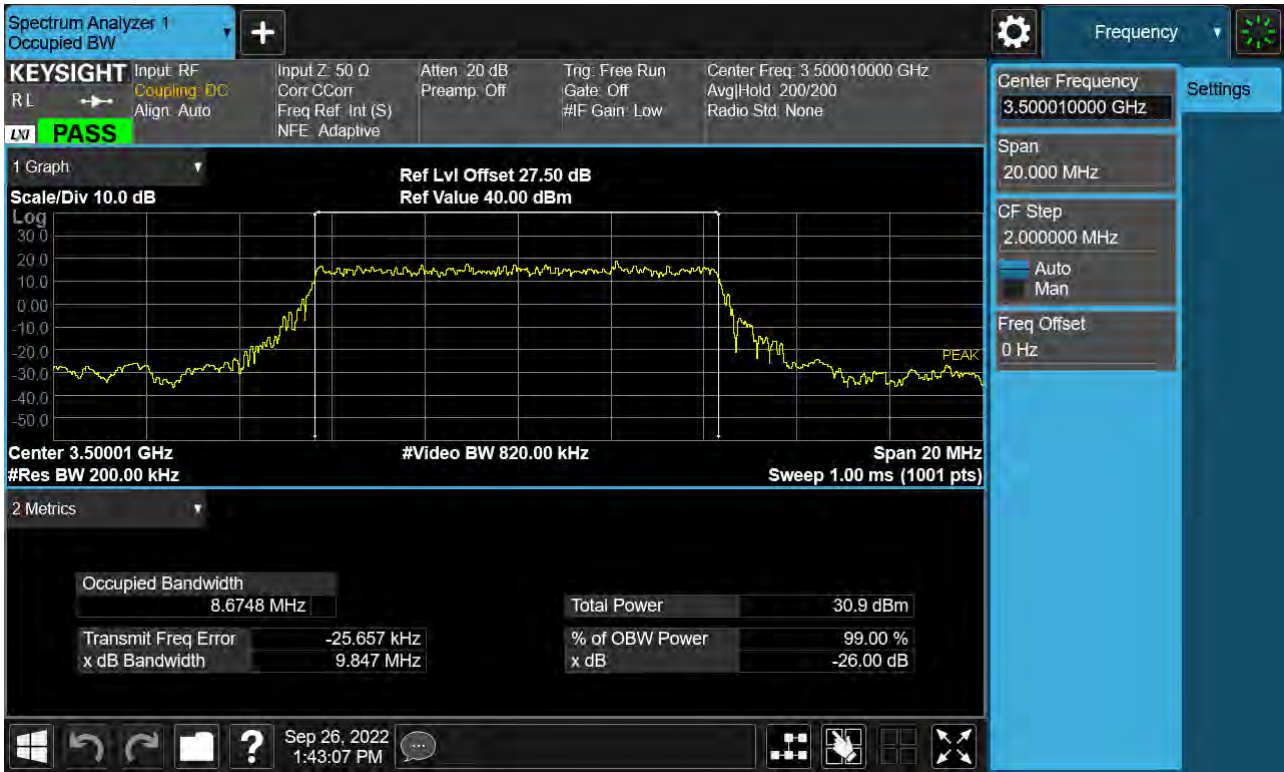 Spectrum Analyzer 1
Occupied BW
+
Frequency
KEYSIGHT
RL
LXI
PASS
Input: RF
Coupling: DC
Align: Auto
Input Z: 50 Ω
Corr CCorr
Freq Ref: Int (S)
NFE: Adaptive
Atten: 20 dB
Preamp: Off
Trig: Free Run
Gate: Off
#IF Gain: Low
Center Freq: 3.500010000 GHz
Avg|Hold: 200/200
Radio Std: None
Center Frequency
3.500010000 GHz
Settings
Span
20.000 MHz
CF Step
2.000000 MHz
Auto
Man
Freq Offset
0 Hz
1 Graph
Scale/Div 10.0 dB
Ref Lvl Offset 27.50 dB
Ref Value 40.00 dBm
Log
30.0
20.0
10.0
0.00
-10.0
-20.0
-30.0
-40.0
-50.0
PEAK
Center 3.50001 GHz
#Video BW 820.00 kHz
Span 20 MHz
#Res BW 200.00 kHz
Sweep 1.00 ms (1001 pts)
2 Metrics
Occupied Bandwidth
8.6748 MHz
Total Power 30.9 dBm
Transmit Freq Error -25.657 kHz
% of OBW Power 99.00 %
x dB Bandwidth 9.847 MHz
x dB -26.00 dB
?
Sep 26, 2022
1:43:07 PM